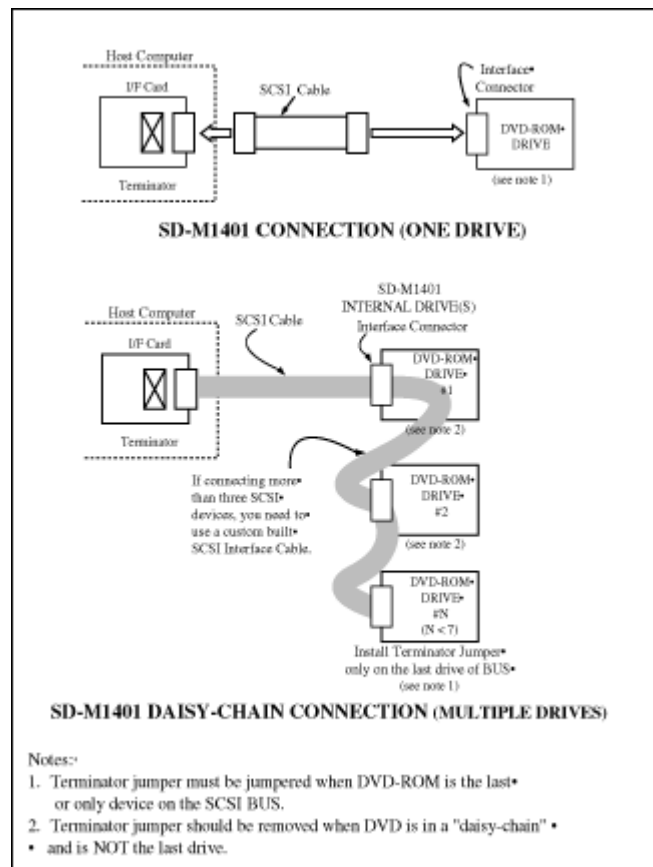 Host Computer
I/F Card
SCSI Cable
Interface•
Connector
DVD-ROM•
DRIVE
Terminator
(see note 1)
SD-M1401 CONNECTION (ONE DRIVE)
SD-M1401
INTERNAL DRIVE(S)
Host Computer
SCSI Cable
Interface Connector
I/F Card
DVD-ROM•
DRIVE•
#1
Terminator
(see note 2)
If connecting more•
than three SCSI•
devices, you need to•
use a custom built•
SCSI Interface Cable.
DVD-ROM•
DRIVE•
#2
(see note 2)
DVD-ROM•
DRIVE•
#N
(N < 7)
Install Terminator Jumper•
only on the last drive of BUS•
(see note 1)
SD-M1401 DAISY-CHAIN CONNECTION (MULTIPLE DRIVES)
Notes:•
1. Terminator jumper must be jumpered when DVD-ROM is the last•
or only device on the SCSI BUS.
2. Terminator jumper should be removed when DVD is in a "daisy-chain" •
• and is NOT the last drive.